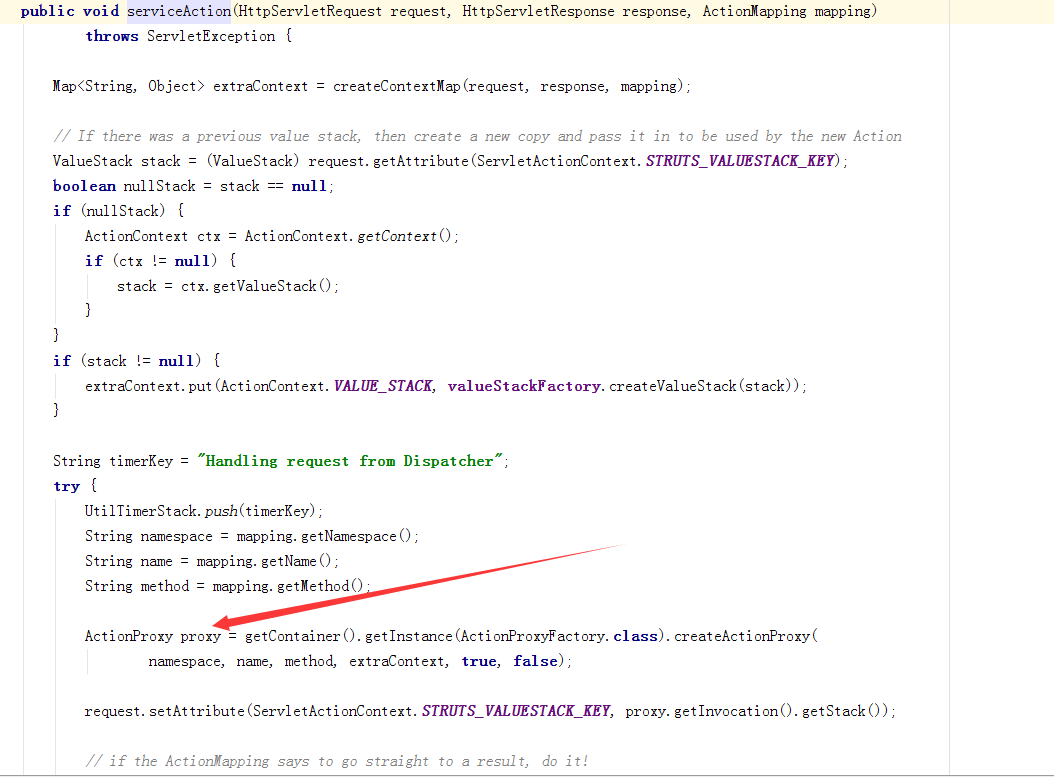 public void serviceAction(HttpServletRequest request, HttpServletResponse response, ActionMapping mapping)
throws ServletException {
Map<String, Object> extraContext = createContextMap(request, response, mapping);
// If there was a previous value stack, then create a new copy and pass it in to be used by the new Action
ValueStack stack = (ValueStack) request.getAttribute(ServletActionContext.STRUTS_VALUESTACK_KEY);
boolean nullStack = stack == null;
if (nullStack) {
ActionContext ctx = ActionContext.getContext();
if (ctx != null) {
stack = ctx.getValueStack();
}
}
if (stack != null) {
extraContext.put(ActionContext.VALUE_STACK, valueStackFactory.createValueStack(stack));
}
String timerKey = "Handling request from Dispatcher";
try {
UtilTimerStack.push(timerKey);
String namespace = mapping.getNamespace();
String name = mapping.getName();
String method = mapping.getMethod();
ActionProxy proxy = getContainer().getInstance(ActionProxyFactory.class).createActionProxy(
namespace, name, method, extraContext, true, false);
request.setAttribute(ServletActionContext.STRUTS_VALUESTACK_KEY, proxy.getInvocation().getStack());
// if the ActionMapping says to go straight to a result, do it!